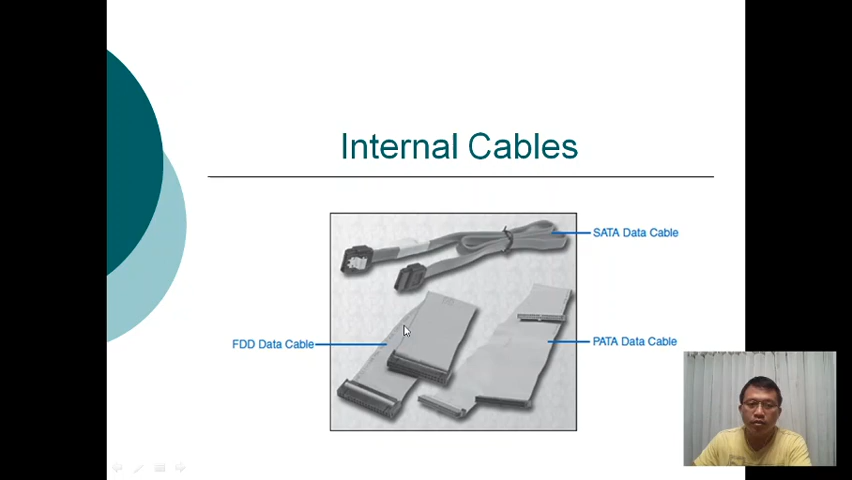 Internal Cables
SATA Data Cable
FDD Data Cable
PATA Data Cable